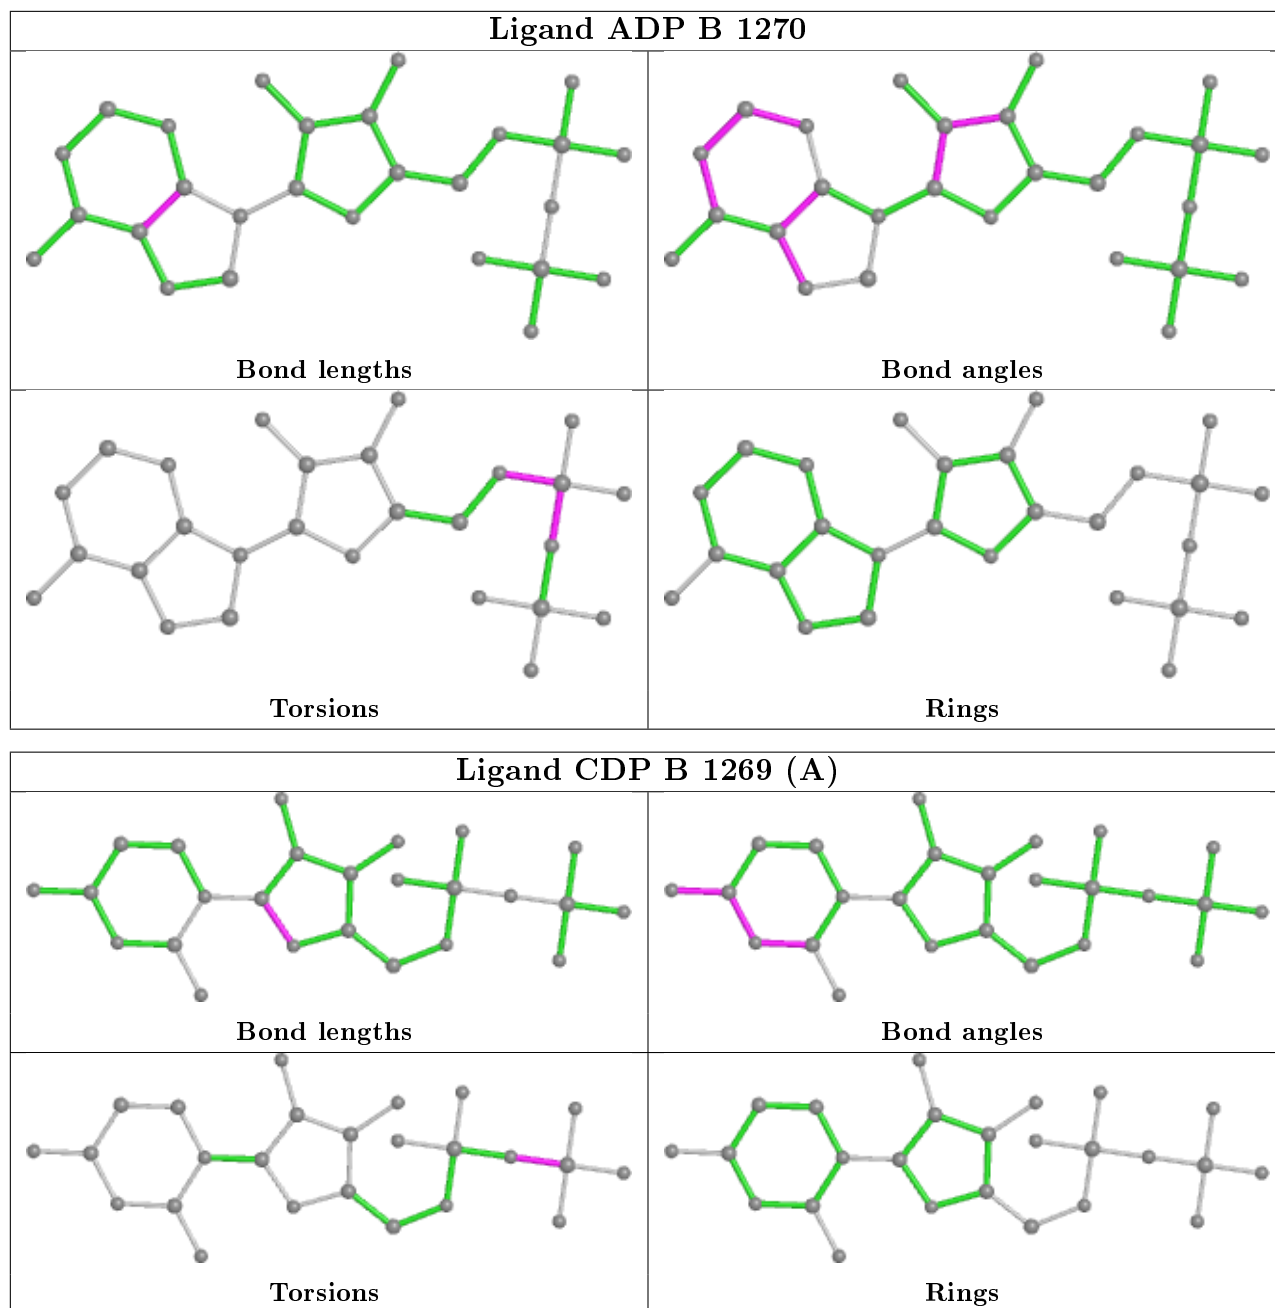 Ligand ADP B 1270
Bond lengths
Bond angles
Torsions
Rings
Ligand CDP B 1269 (A)
Bond lengths
Bond angles
Torsions
Rings